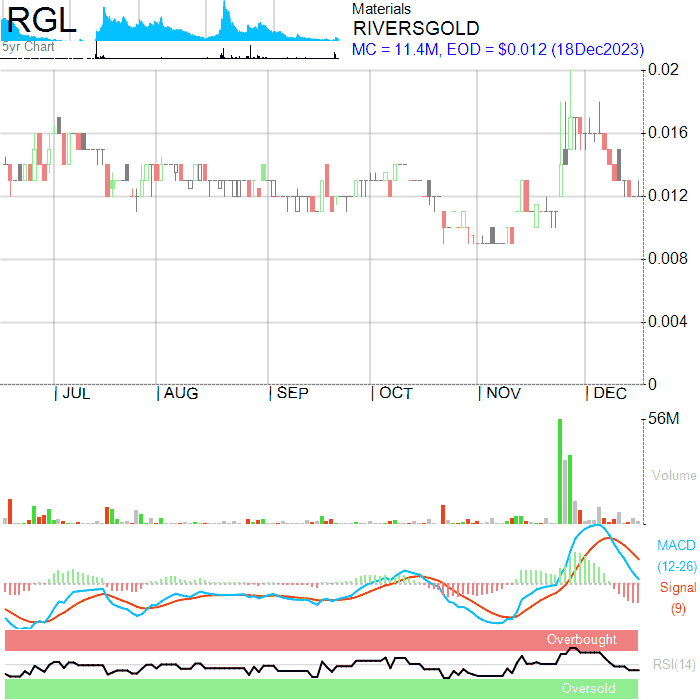 RGL
5yr Chart
Materials
RIVERSGOLD
MC = 11.4M, EOD = $0.012 (18Dec2023)
0.02
0.016
0.012
0.008
0.004
0
JUL AUG SEP OCT NOV DEC
56M
Volume
MACD
(12-26)
Signal
(9)
Overbought
RSI(14)
Oversold